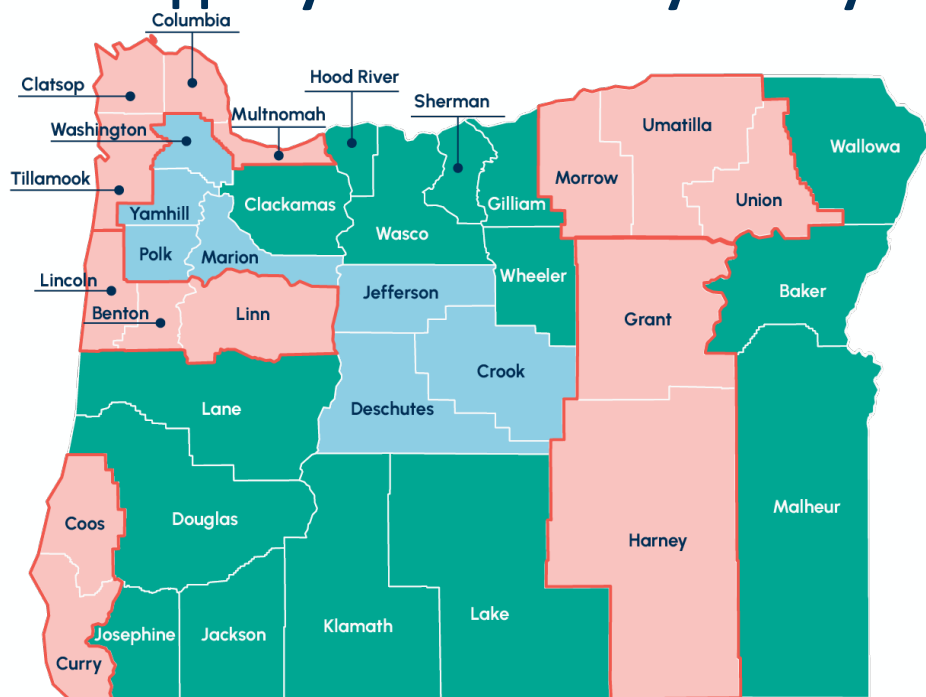 Columbia
Hood River
Clatsop
Sherman
Multnomah
Umatilla
Washington
Wallowa
Tillamook
Morrow
Union
Clackamas
Gilliam
Yamhill
Wasco
Polk
Marion
Wheeler
Lincoln
Jefferson
Baker
Benton
Linn
Grant
Crook
Lane
Deschutes
Malheur
Coos
Douglas
Harney
Lake
Klamath
Josephine
Jackson
Curry